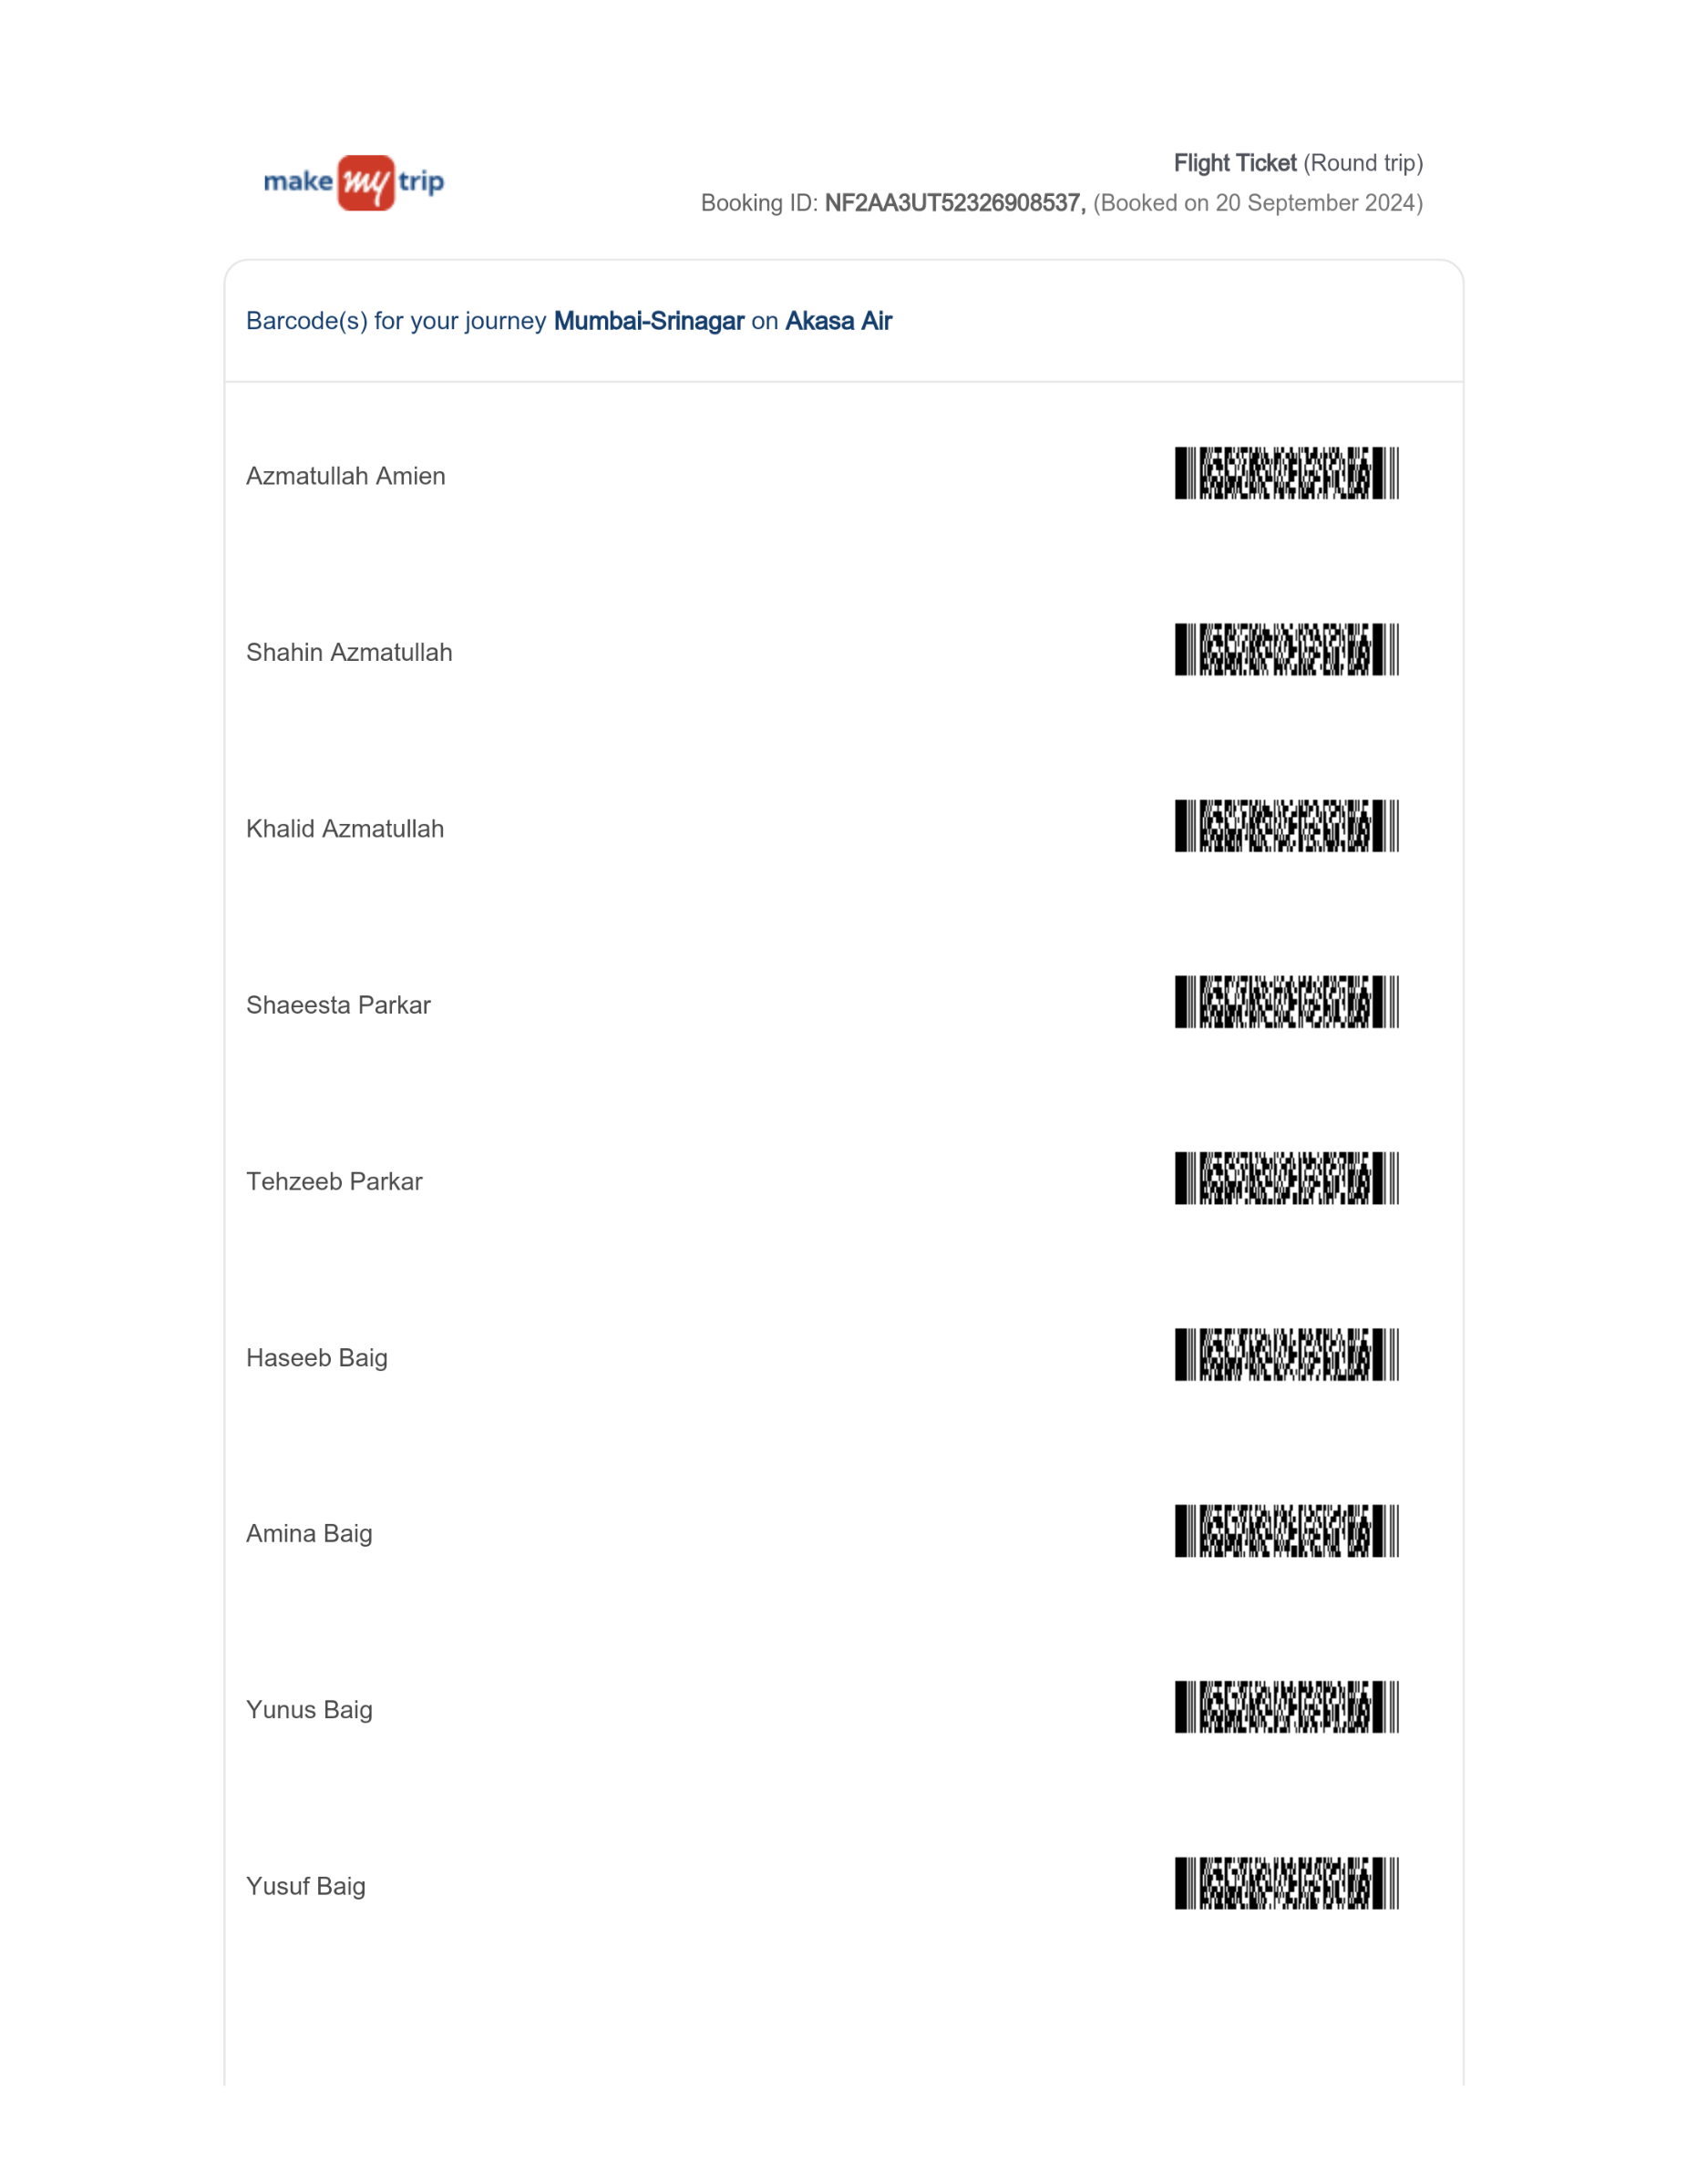 make my trip
Flight Ticket (Round trip)
Booking ID: NF2AA3UT52326908537, (Booked on 20 September 2024)
Barcode(s) for your journey Mumbai-Srinagar on Akasa Air
Azmatullah Amien
Shahin Azmatullah
Khalid Azmatullah
Shaeesta Parkar
Tehzeeb Parkar
Haseeb Baig
Amina Baig
Yunus Baig
Yusuf Baig